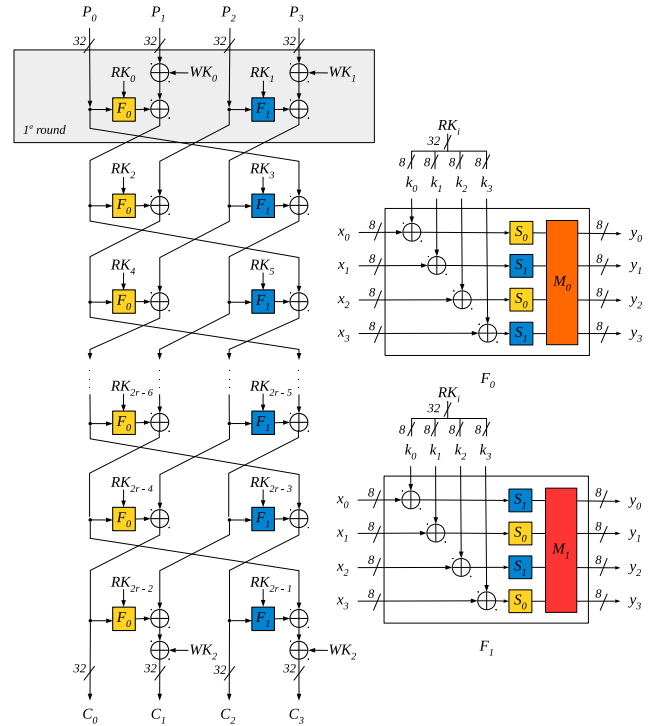 P0 P1 P2 P3
32 32 32 32
RK0 WK0 RK1 WK1
F0 F1
1ª round
RK2 RK3
F0 F1
RK4 RK5
F0 F1
RK2r-6 RK2r-5
F0 F1
RK2r-4 RK2r-3
F0 F1
RK2r-2 RK2r-1
F0 F1
WK2 WK2
32 32 32 32
C0 C1 C2 C3
RKi
32
8 8 8 8
k0 k1 k2 k3
x0 8 S0 8 y0
x1 8 S1 8 y1
M0
x2 8 S0 8 y2
x3 8 S1 8 y3
F0
RKi
32
8 8 8 8
k0 k1 k2 k3
x0 8 S1 8 y0
x1 8 S0 8 y1
M1
x2 8 S1 8 y2
x3 8 S0 8 y3
F1